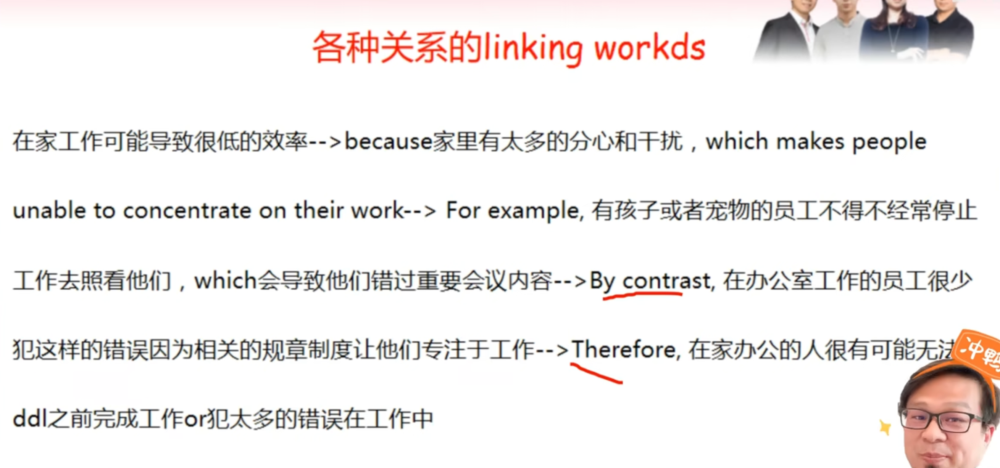 各种关系的linking workds
在家工作可能导致很低的效率-->because家里有太多的分心和干扰，which makes people
unable to concentrate on their work--> For example, 有孩子或者宠物的员工不得不经常停止
工作去照看他们，which会导致他们错过重要会议内容-->By contrast, 在办公室工作的员工很少
犯这样的错误因为相关的规章制度让他们专注于工作-->Therefore, 在家办公的人很有可能无法
冲鸭
ddl之前完成工作or犯太多的错误在工作中